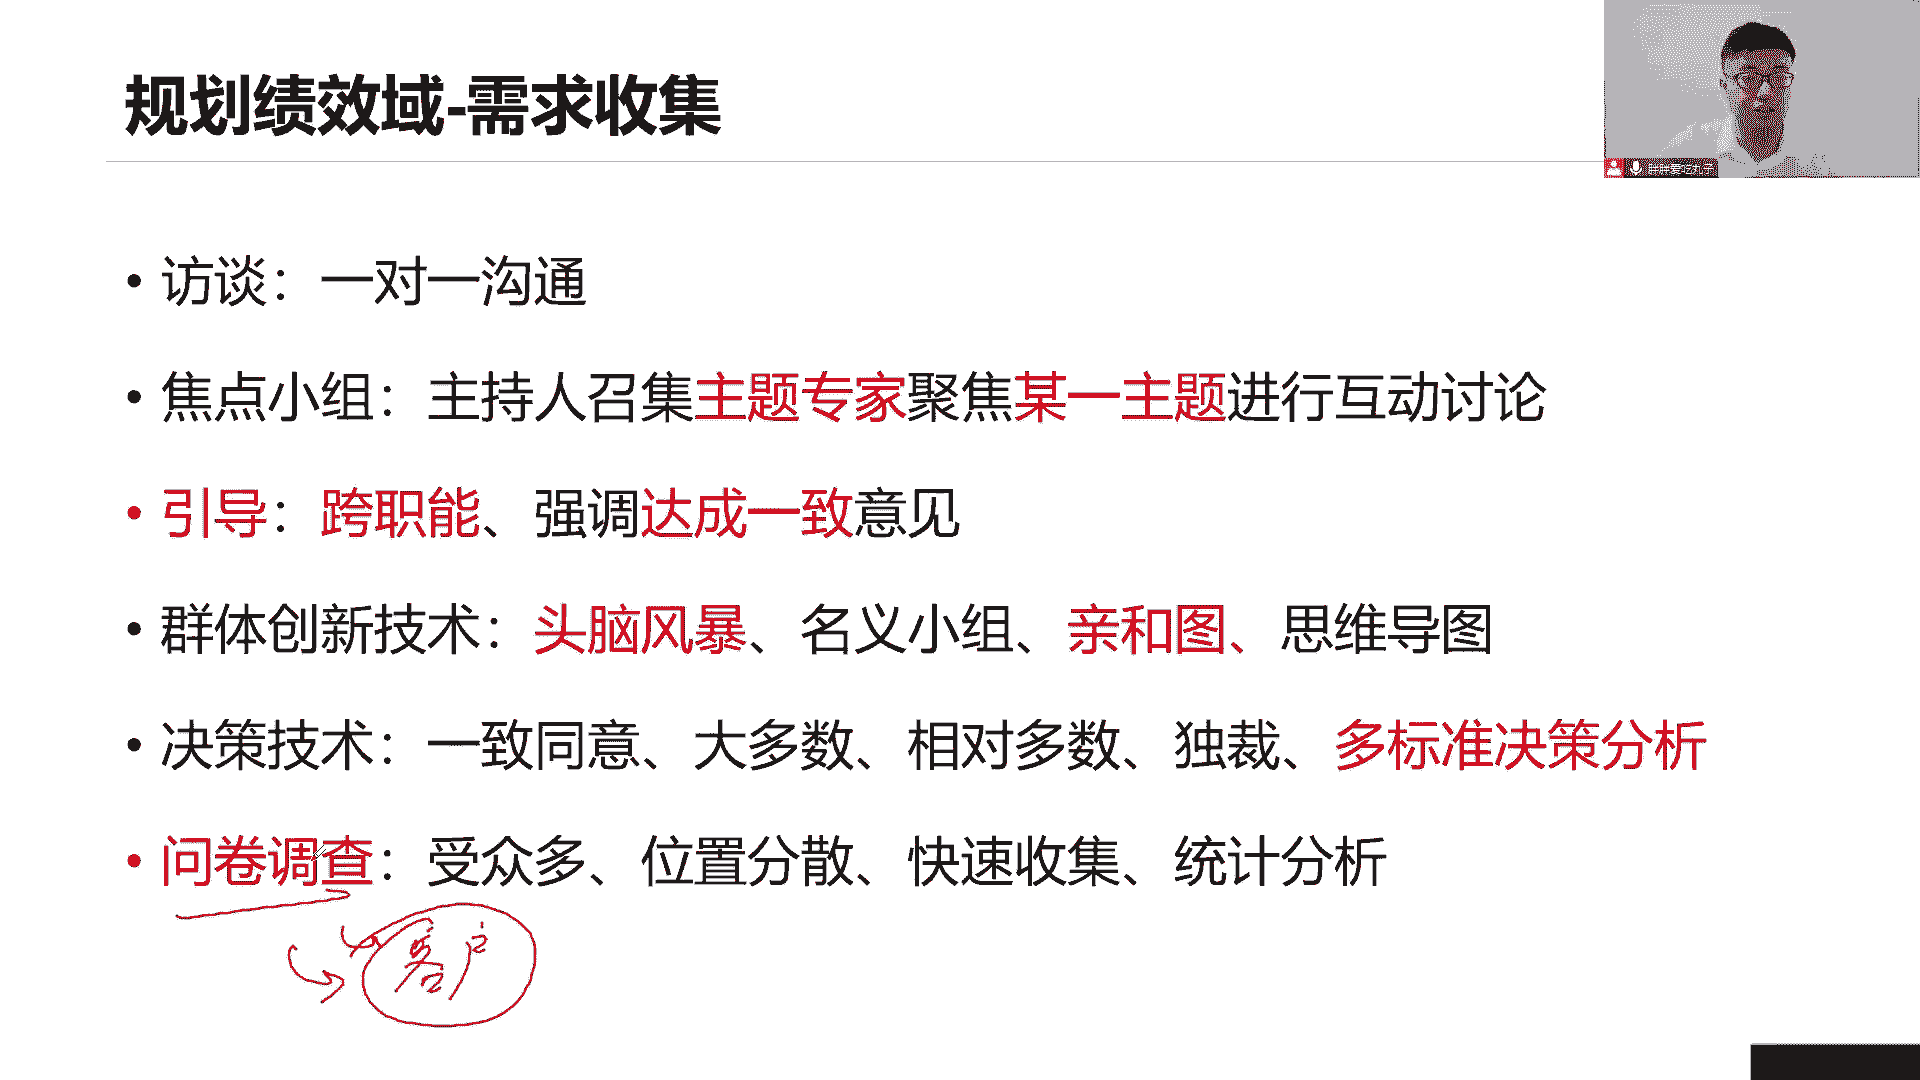 规划绩效域-需求收集
胖胖爱吃丸子
• 访谈：一对一沟通
• 焦点小组：主持人召集主题专家聚焦某一主题进行互动讨论
• 引导：跨职能、强调达成一致意见
• 群体创新技术：头脑风暴、名义小组、亲和图、思维导图
• 决策技术：一致同意、大多数、相对多数、独裁、多标准决策分析
• 问卷调查：受众多、位置分散、快速收集、统计分析
客户